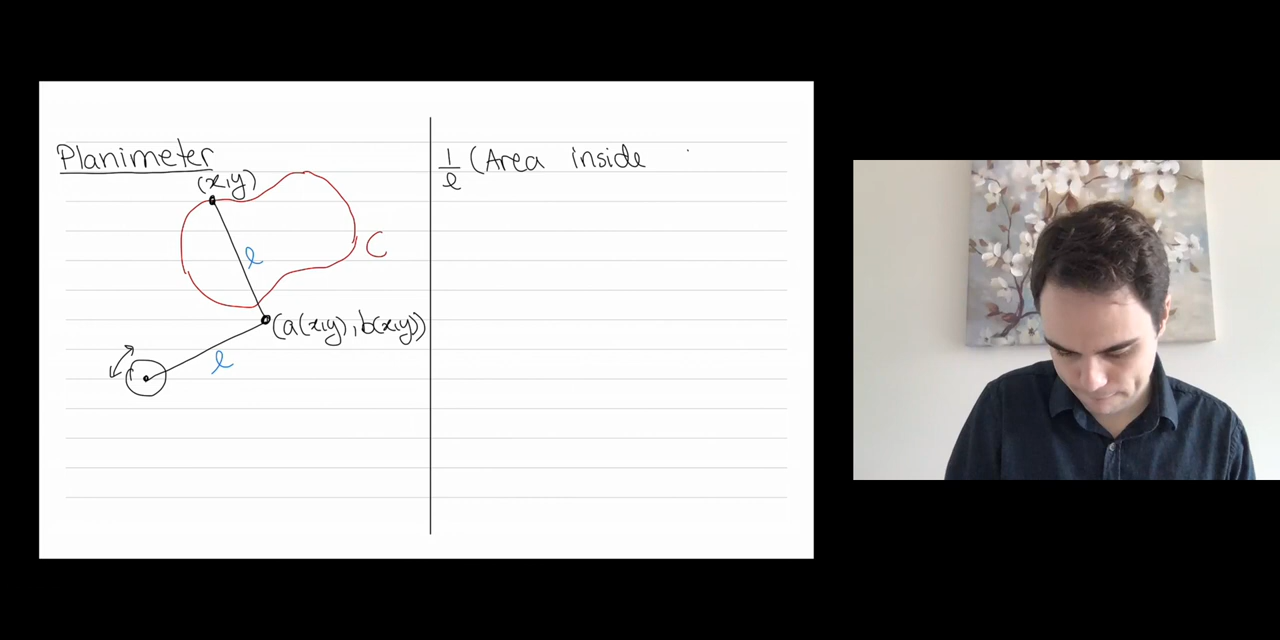 Planimeter
(x,y)
ℓ
C
(a(x,y), b(x,y))
ℓ
1/ℓ (Area inside